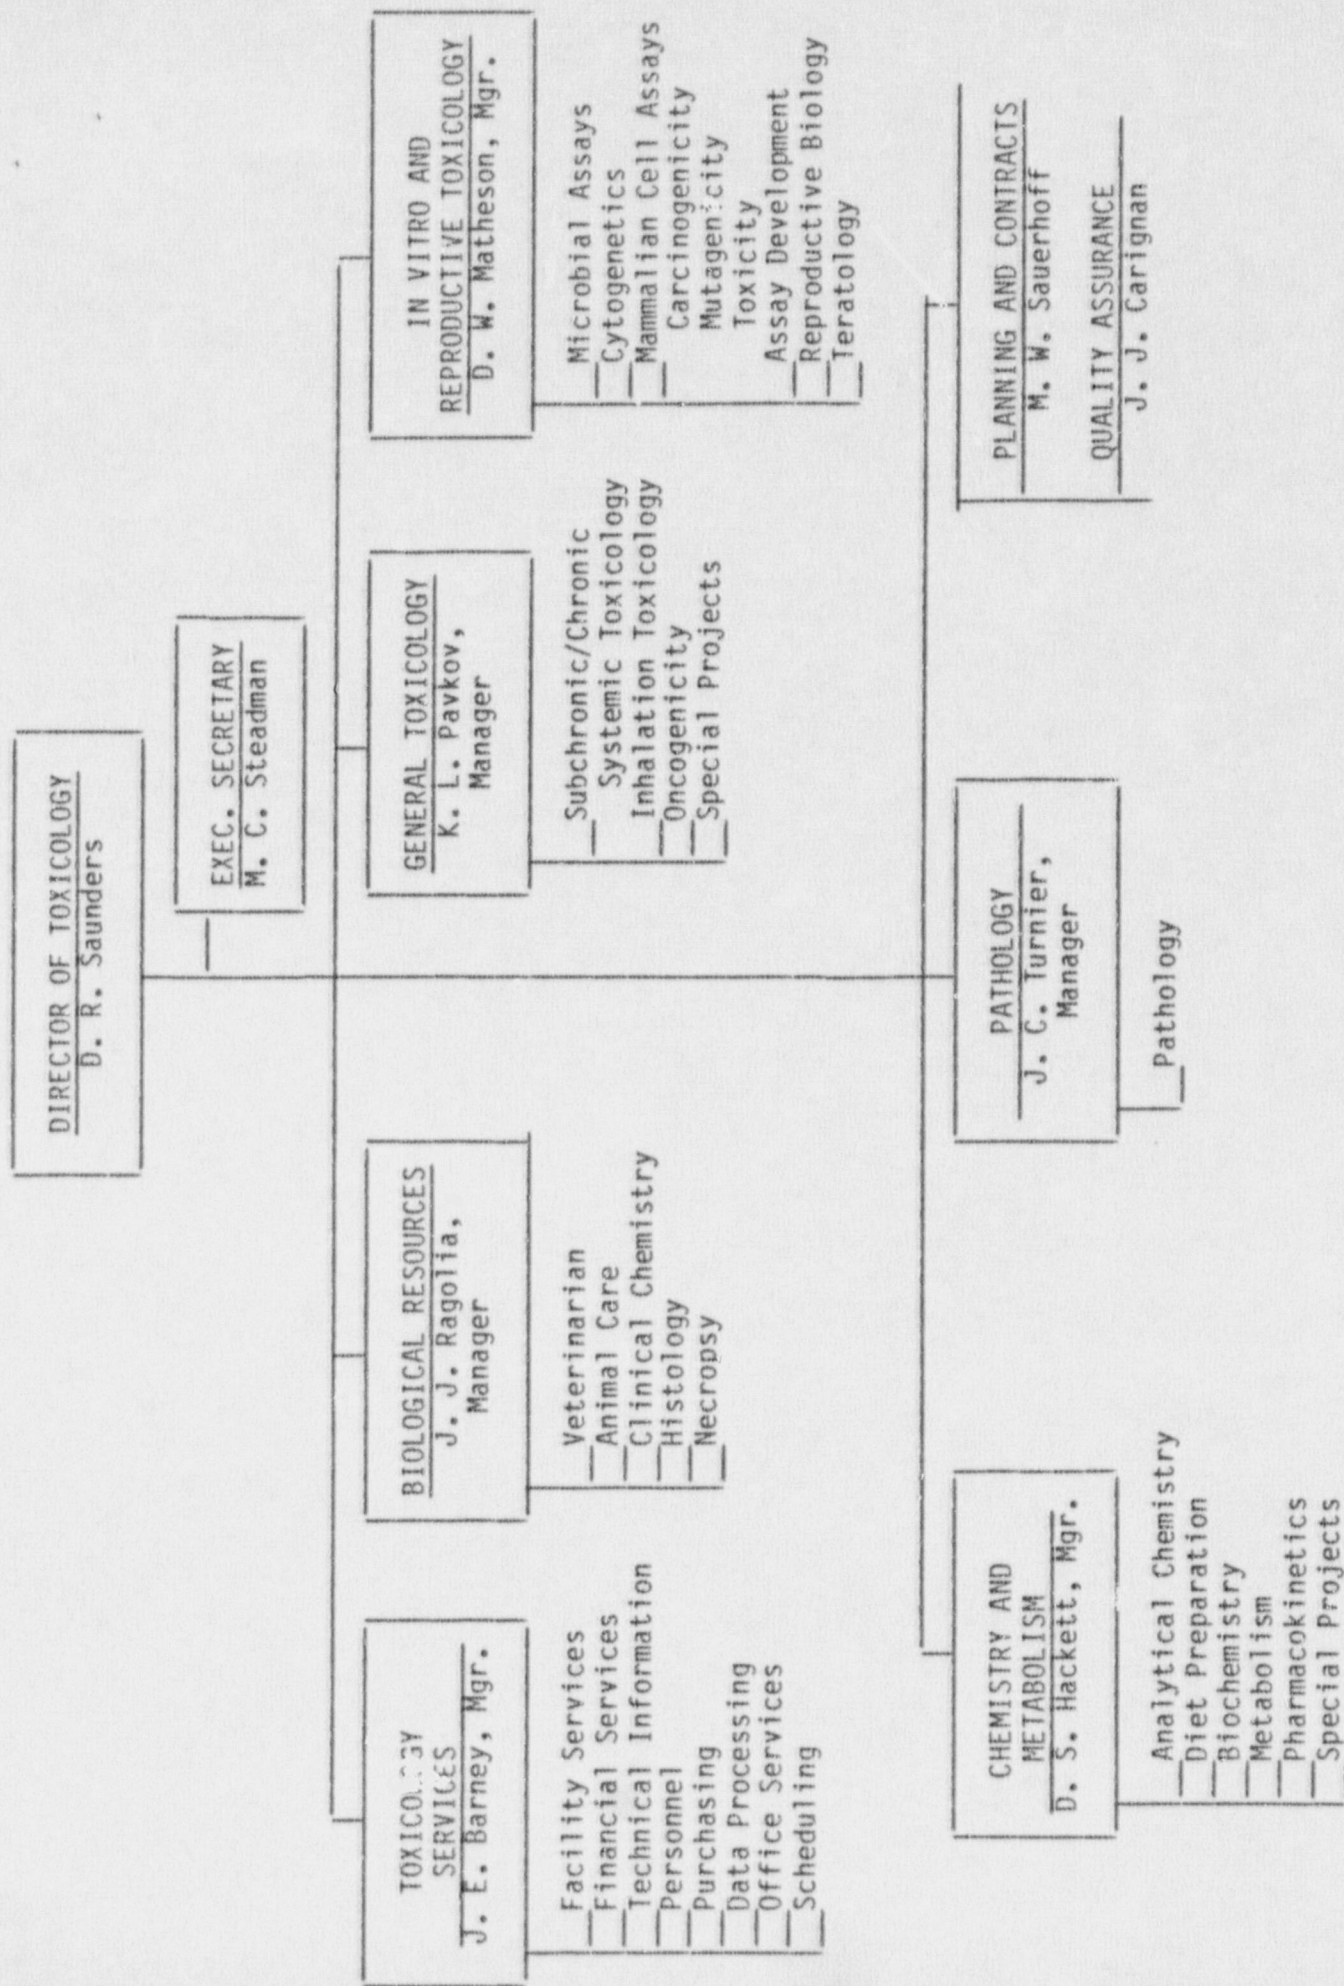 DIRECTOR OF TOXICOLOGY
D. R. Saunders
EXEC. SECRETARY
M. C. Steadman
TOXICOLOGY
SERVICES
J. E. Barney, Mgr.
Facility Services
Financial Services
Technical Information
Personnel
Purchasing
Data Processing
Office Services
Scheduling
BIOLOGICAL RESOURCES
J. J. Ragolia,
Manager
Veterinarian
Animal Care
Clinical Chemistry
Histology
Necropsy
GENERAL TOXICOLOGY
K. L. Pavkov,
Manager
Subchronic/Chronic
Systemic Toxicology
Inhalation Toxicology
Oncogenicity
Special Projects
IN VITRO AND
REPRODUCTIVE TOXICOLOGY
D. W. Matheson, Mgr.
Microbial Assays
Cytogenetics
Mammalian Cell Assays
Carcinogenicity
Mutagenicity
Toxicity
Assay Development
Reproductive Biology
Teratology
CHEMISTRY AND
METABOLISM
D. S. Hackett, Mgr.
Analytical Chemistry
Diet Preparation
Biochemistry
Metabolism
Pharmacokinetics
Special Projects
PATHOLOGY
J. C. Turnier,
Manager
Pathology
PLANNING AND CONTRACTS
M. W. Sauerhoff
QUALITY ASSURANCE
J. J. Carignan